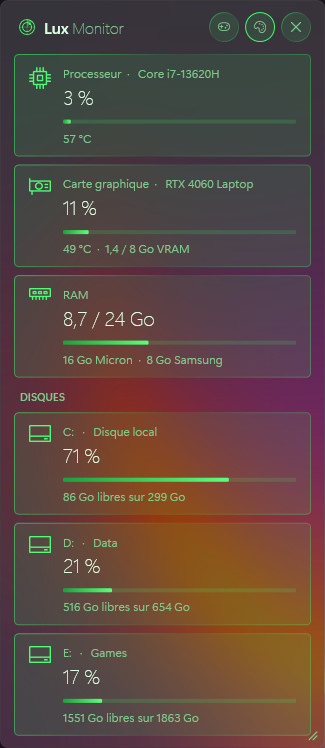 Lux Monitor
Processeur · Core i7-13620H
3 %
57 °C
Carte graphique · RTX 4060 Laptop
11 %
49 °C · 1,4 / 8 Go VRAM
RAM
8,7 / 24 Go
16 Go Micron · 8 Go Samsung
DISQUES
C: · Disque local
71 %
86 Go libres sur 299 Go
D: · Data
21 %
516 Go libres sur 654 Go
E: · Games
17 %
1551 Go libres sur 1863 Go